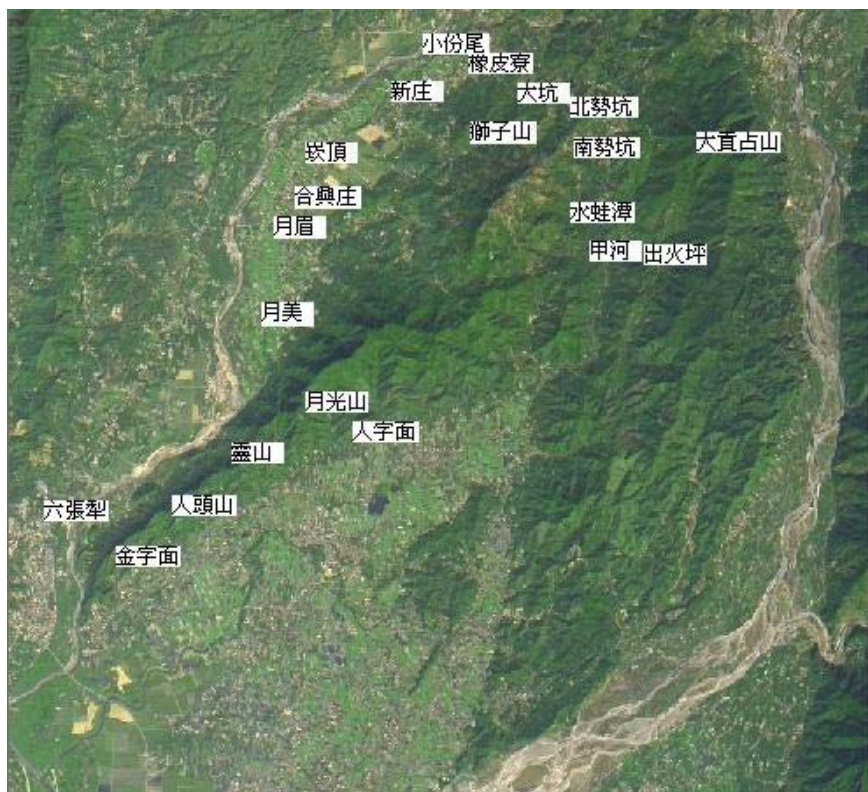 小份尾
橡皮寮
新庄
大坑
北勢坑
獅子山
大貢占山
崁頂
南勢坑
合興庄
月眉
水蛙潭
甲河
出火坪
月美
月光山
人字面
靈山
人頭山
六張犁
金字面